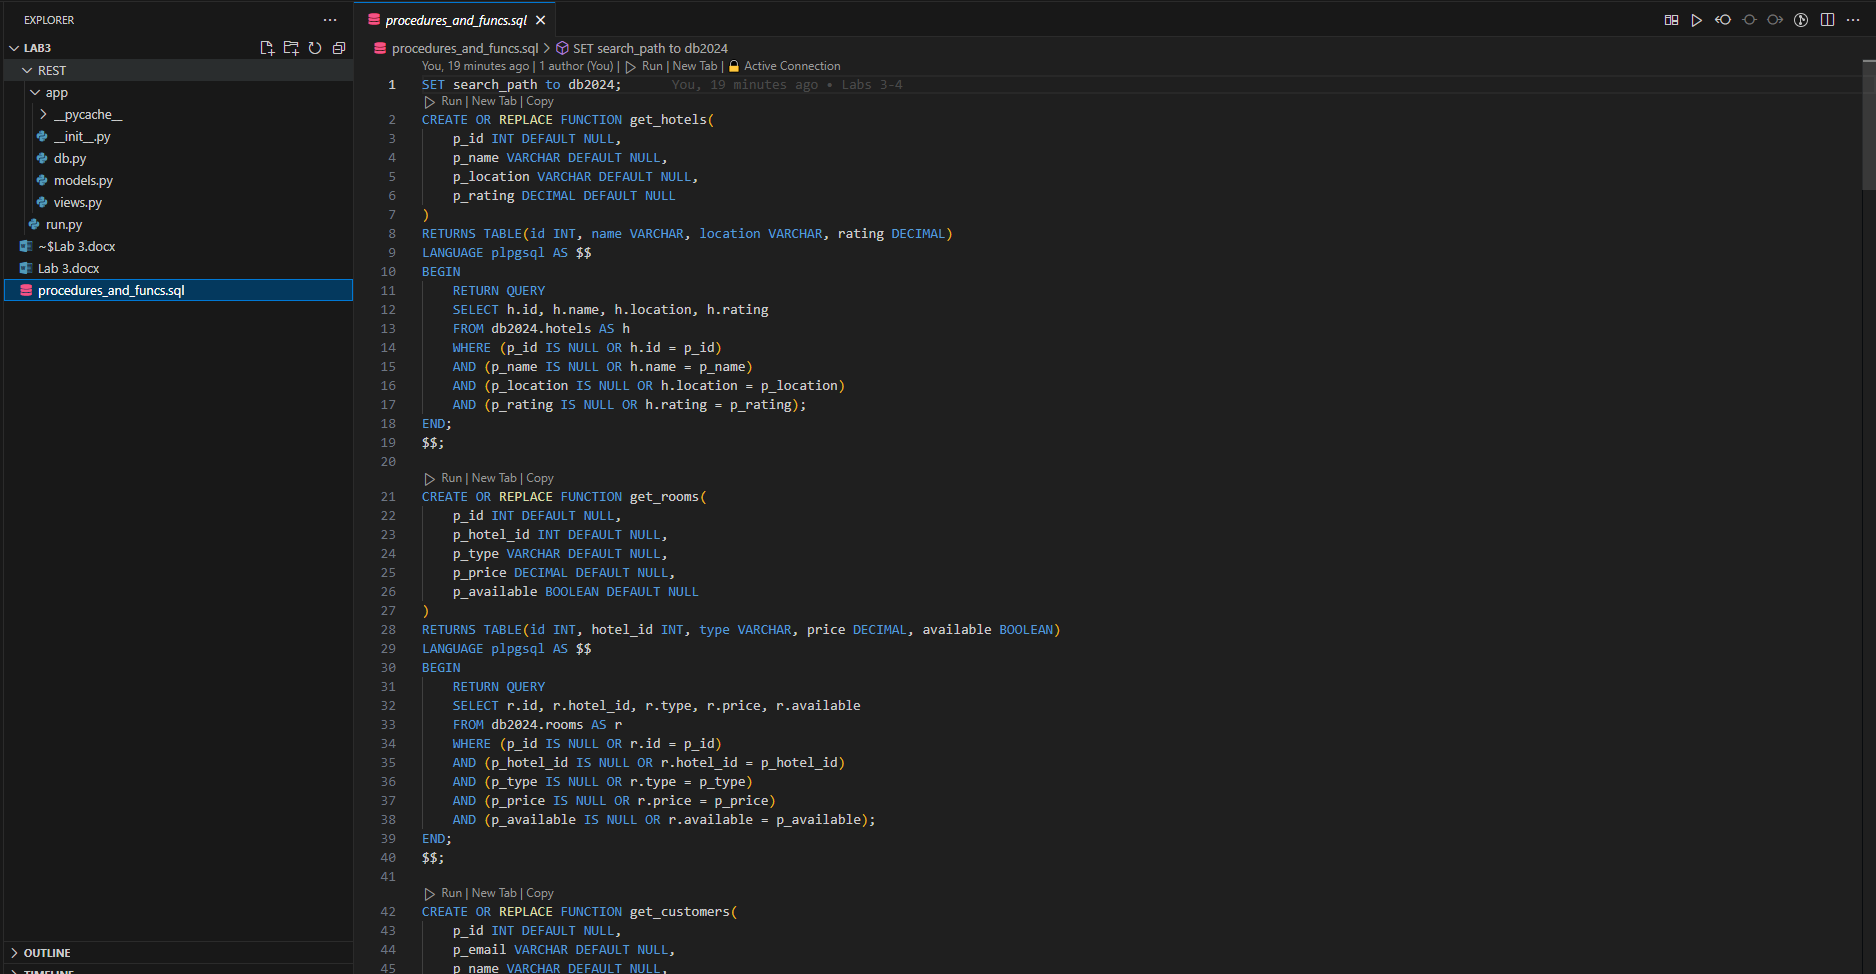 EXPLORER
LAB3
REST
app
__pycache__
__init__.py
db.py
models.py
views.py
run.py
~$Lab 3.docx
Lab 3.docx
procedures_and_funcs.sql
OUTLINE
TIMELINE
procedures_and_funcs.sql
procedures_and_funcs.sql > SET search_path to db2024
You, 19 minutes ago | 1 author (You) | Run | New Tab | Active Connection
1 SET search_path to db2024; You, 19 minutes ago • Labs 3-4
Run | New Tab | Copy
2 CREATE OR REPLACE FUNCTION get_hotels(
3 p_id INT DEFAULT NULL,
4 p_name VARCHAR DEFAULT NULL,
5 p_location VARCHAR DEFAULT NULL,
6 p_rating DECIMAL DEFAULT NULL
7 )
8 RETURNS TABLE(id INT, name VARCHAR, location VARCHAR, rating DECIMAL)
9 LANGUAGE plpgsql AS $$
10 BEGIN
11 RETURN QUERY
12 SELECT h.id, h.name, h.location, h.rating
13 FROM db2024.hotels AS h
14 WHERE (p_id IS NULL OR h.id = p_id)
15 AND (p_name IS NULL OR h.name = p_name)
16 AND (p_location IS NULL OR h.location = p_location)
17 AND (p_rating IS NULL OR h.rating = p_rating);
18 END;
19 $$;
20
Run | New Tab | Copy
21 CREATE OR REPLACE FUNCTION get_rooms(
22 p_id INT DEFAULT NULL,
23 p_hotel_id INT DEFAULT NULL,
24 p_type VARCHAR DEFAULT NULL,
25 p_price DECIMAL DEFAULT NULL,
26 p_available BOOLEAN DEFAULT NULL
27 )
28 RETURNS TABLE(id INT, hotel_id INT, type VARCHAR, price DECIMAL, available BOOLEAN)
29 LANGUAGE plpgsql AS $$
30 BEGIN
31 RETURN QUERY
32 SELECT r.id, r.hotel_id, r.type, r.price, r.available
33 FROM db2024.rooms AS r
34 WHERE (p_id IS NULL OR r.id = p_id)
35 AND (p_hotel_id IS NULL OR r.hotel_id = p_hotel_id)
36 AND (p_type IS NULL OR r.type = p_type)
37 AND (p_price IS NULL OR r.price = p_price)
38 AND (p_available IS NULL OR r.available = p_available);
39 END;
40 $$;
41
Run | New Tab | Copy
42 CREATE OR REPLACE FUNCTION get_customers(
43 p_id INT DEFAULT NULL,
44 p_email VARCHAR DEFAULT NULL,
45 p_name VARCHAR DEFAULT NULL,